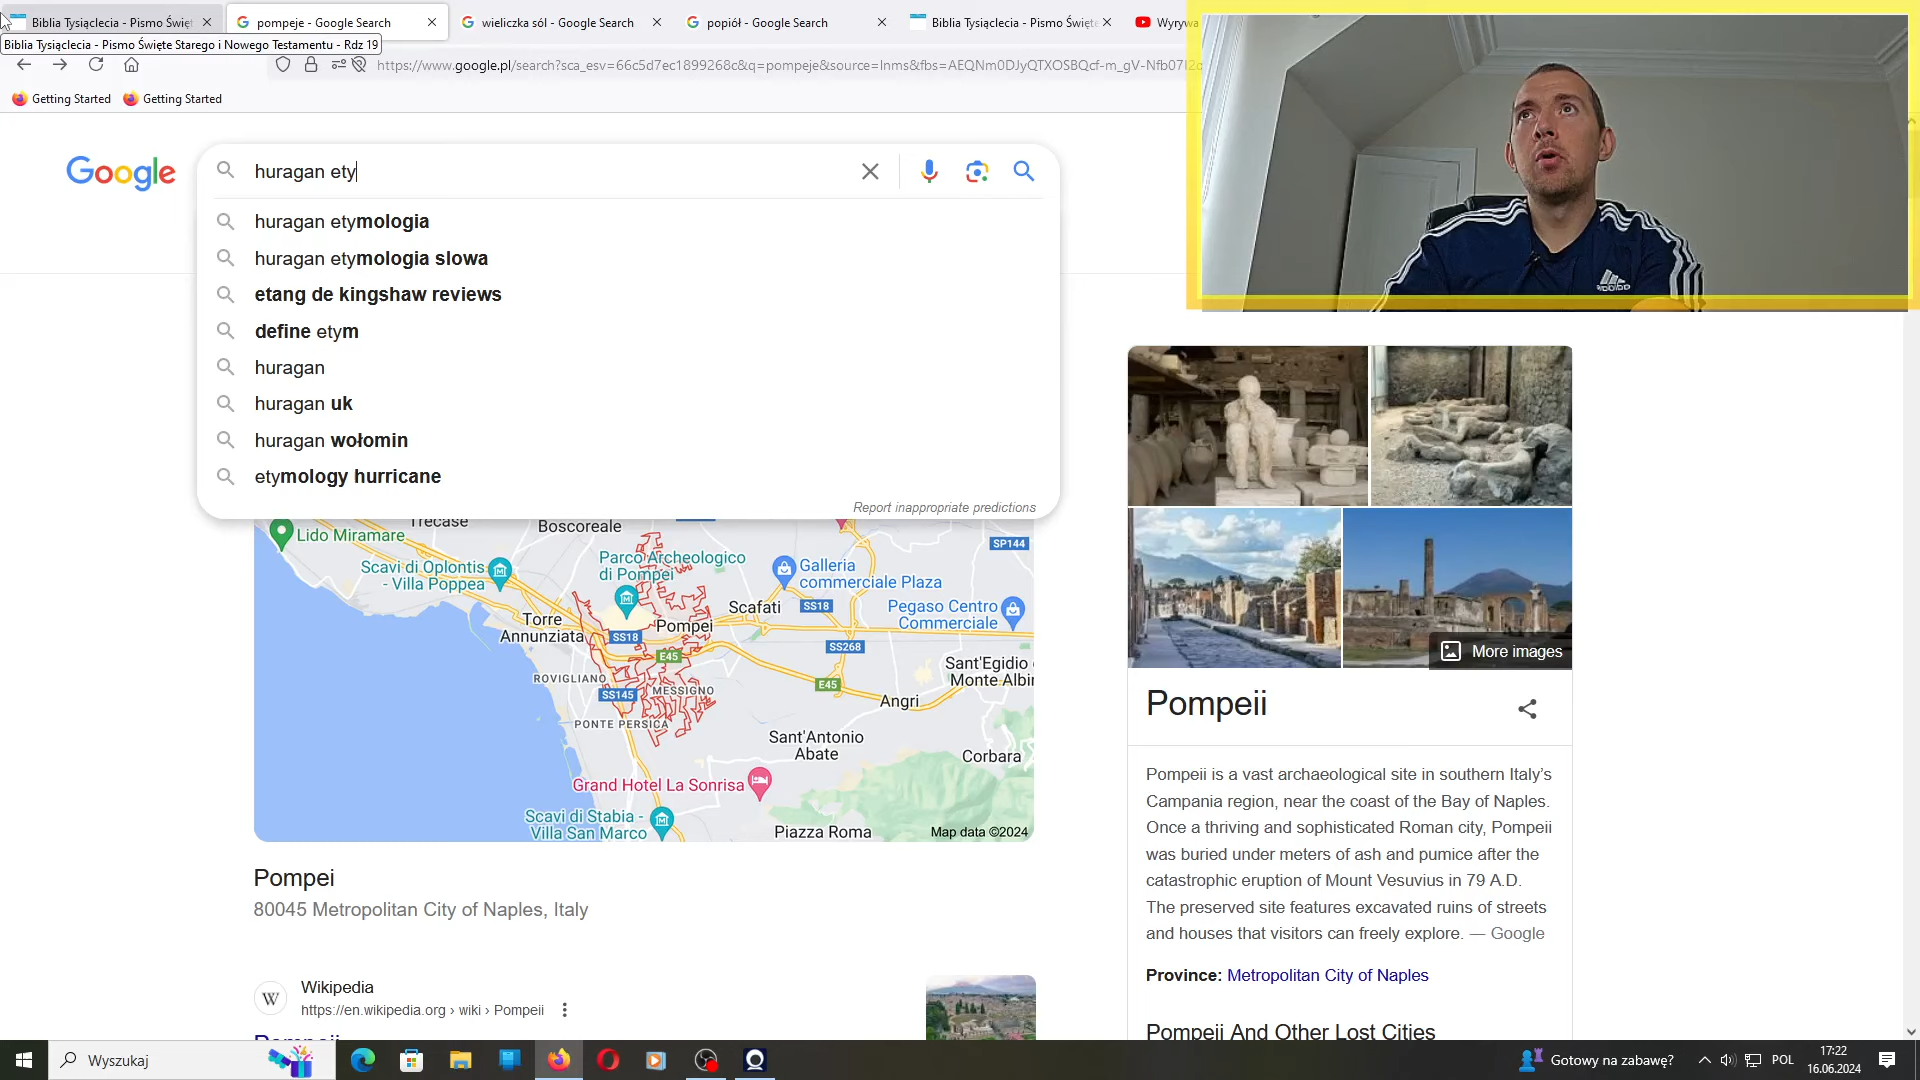 Biblia Tysiąclecia - Pismo Święt
pompeje - Google Search
wieliczka sól - Google Search
popiół - Google Search
Biblia Tysiąclecia - Pismo Święte
Wyrywa
Biblia Tysiąclecia - Pismo Święte Starego i Nowego Testamentu - Rdz 19
https://www.google.pl/search?sca_esv=66c5d7ec1899268c&q=pompeje&source=lnms&fbs=AEQNm0DJyQTXOSBQcf-m_gV-Nfb07I2q
Getting Started
Getting Started
Google
huragan ety
huragan etymologia
huragan etymologia slowa
etang de kingshaw reviews
define etym
huragan
huragan uk
huragan wołomin
etymology hurricane
Report inappropriate predictions
Trecase
Boscoreale
Lido Miramare
SP144
Parco Archeologico
di Pompei
Scavi di Oplontis
- Villa Poppea
Galleria
commerciale Plaza
Torre
Annunziata
Scafati
SS18
Pegaso Centro
Commerciale
Pompei
SS18
SS268
E45
Sant'Egidio
Monte Albin
ROVIGLIANO
SS145
MESSIGNO
E45
Angri
PONTE PERSICA
Sant'Antonio
Abate
Corbara
Grand Hotel La Sonrisa
Scavi di Stabia -
Villa San Marco
Piazza Roma
Map data ©2024
Pompei
80045 Metropolitan City of Naples, Italy
W
Wikipedia
https://en.wikipedia.org › wiki › Pompeii
Pompeii
adidas
More images
Pompeii
Pompeii is a vast archaeological site in southern Italy’s
Campania region, near the coast of the Bay of Naples.
Once a thriving and sophisticated Roman city, Pompeii
was buried under meters of ash and pumice after the
catastrophic eruption of Mount Vesuvius in 79 A.D.
The preserved site features excavated ruins of streets
and houses that visitors can freely explore. — Google
Province: Metropolitan City of Naples
Pompeii And Other Lost Cities
Wyszukaj
Gotowy na zabawę?
POL
17:22
16.06.2024